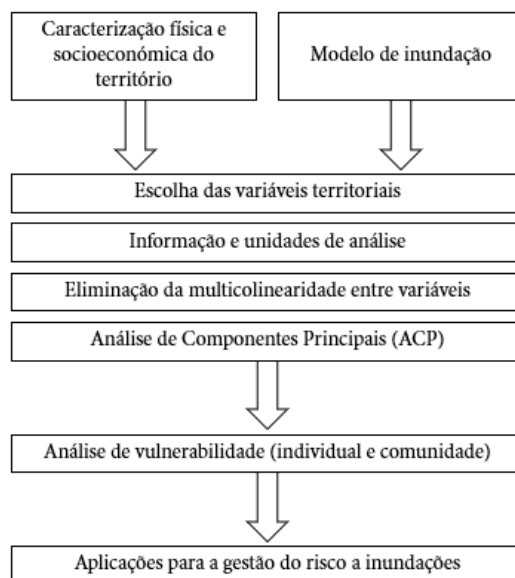 Caracterização física e
socioeconómica do
território
Modelo de inundação
Escolha das variáveis territoriais
Informação e unidades de análise
Eliminação da multicolinearidade entre variáveis
Análise de Componentes Principais (ACP)
Análise de vulnerabilidade (individual e comunidade)
Aplicações para a gestão do risco a inundações